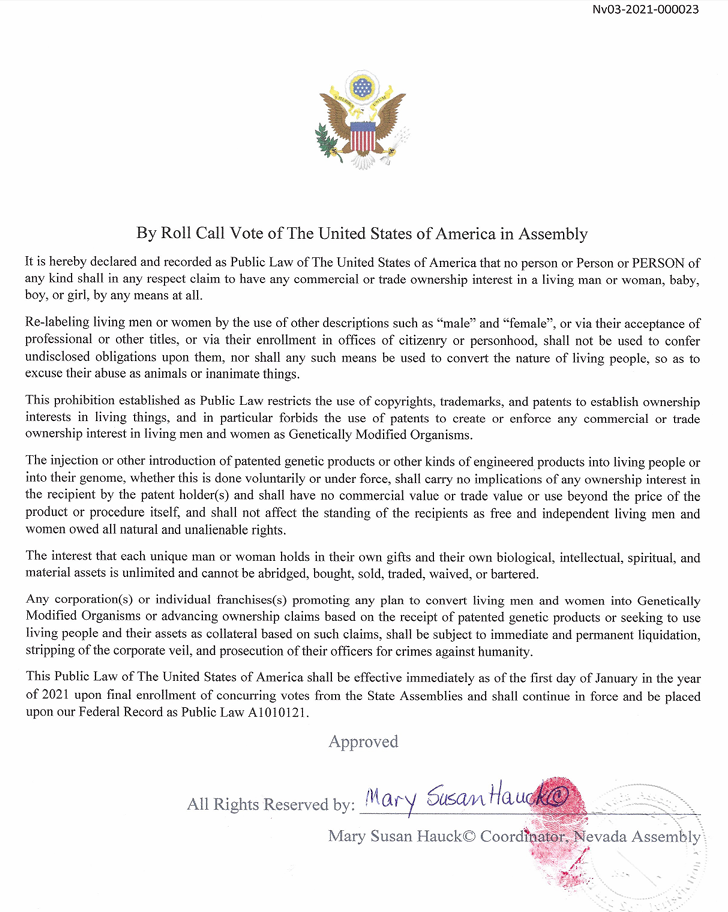 Nv03-2021-000023
By Roll Call Vote of The United States of America in Assembly
It is hereby declared and recorded as Public Law of The United States of America that no person or Person or PERSON of
any kind shall in any respect claim to have any commercial or trade ownership interest in a living man or woman, baby,
boy, or girl, by any means at all.
Re-labeling living men or women by the use of other descriptions such as “male” and “female”, or via their acceptance of
professional or other titles, or via their enrollment in offices of citizenry or personhood, shall not be used to confer
undisclosed obligations upon them, nor shall any such means be used to convert the nature of living people, so as to
excuse their abuse as animals or inanimate things.
This prohibition established as Public Law restricts the use of copyrights, trademarks, and patents to establish ownership
interests in living things, and in particular forbids the use of patents to create or enforce any commercial or trade
ownership interest in living men and women as Genetically Modified Organisms.
The injection or other introduction of patented genetic products or other kinds of engineered products into living people or
into their genome, whether this is done voluntarily or under force, shall carry no implications of any ownership interest in
the recipient by the patent holder(s) and shall have no commercial value or trade value or use beyond the price of the
product or procedure itself, and shall not affect the standing of the recipients as free and independent living men and
women owed all natural and unalienable rights.
The interest that each unique man or woman holds in their own gifts and their own biological, intellectual, spiritual, and
material assets is unlimited and cannot be abridged, bought, sold, traded, waived, or bartered.
Any corporation(s) or individual franchises(s) promoting any plan to convert living men and women into Genetically
Modified Organisms or advancing ownership claims based on the receipt of patented genetic products or seeking to use
living people and their assets as collateral based on such claims, shall be subject to immediate and permanent liquidation,
stripping of the corporate veil, and prosecution of their officers for crimes against humanity.
This Public Law of The United States of America shall be effective immediately as of the first day of January in the year
of 2021 upon final enrollment of concurring votes from the State Assemblies and shall continue in force and be placed
upon our Federal Record as Public Law A1010121.
Approved
All Rights Reserved by: Mary Susan Hauck©
Mary Susan Hauck© Coordinator, Nevada Assembly